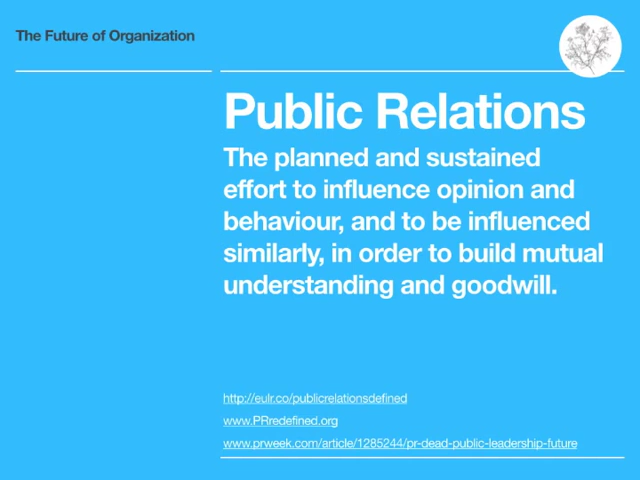 The Future of Organization
Public Relations
The planned and sustained
effort to influence opinion and
behaviour, and to be influenced
similarly, in order to build mutual
understanding and goodwill.
http://eulr.co/publicrelationsdefined
www.PRredefined.org
www.prweek.com/article/1285244/pr-dead-public-leadership-future